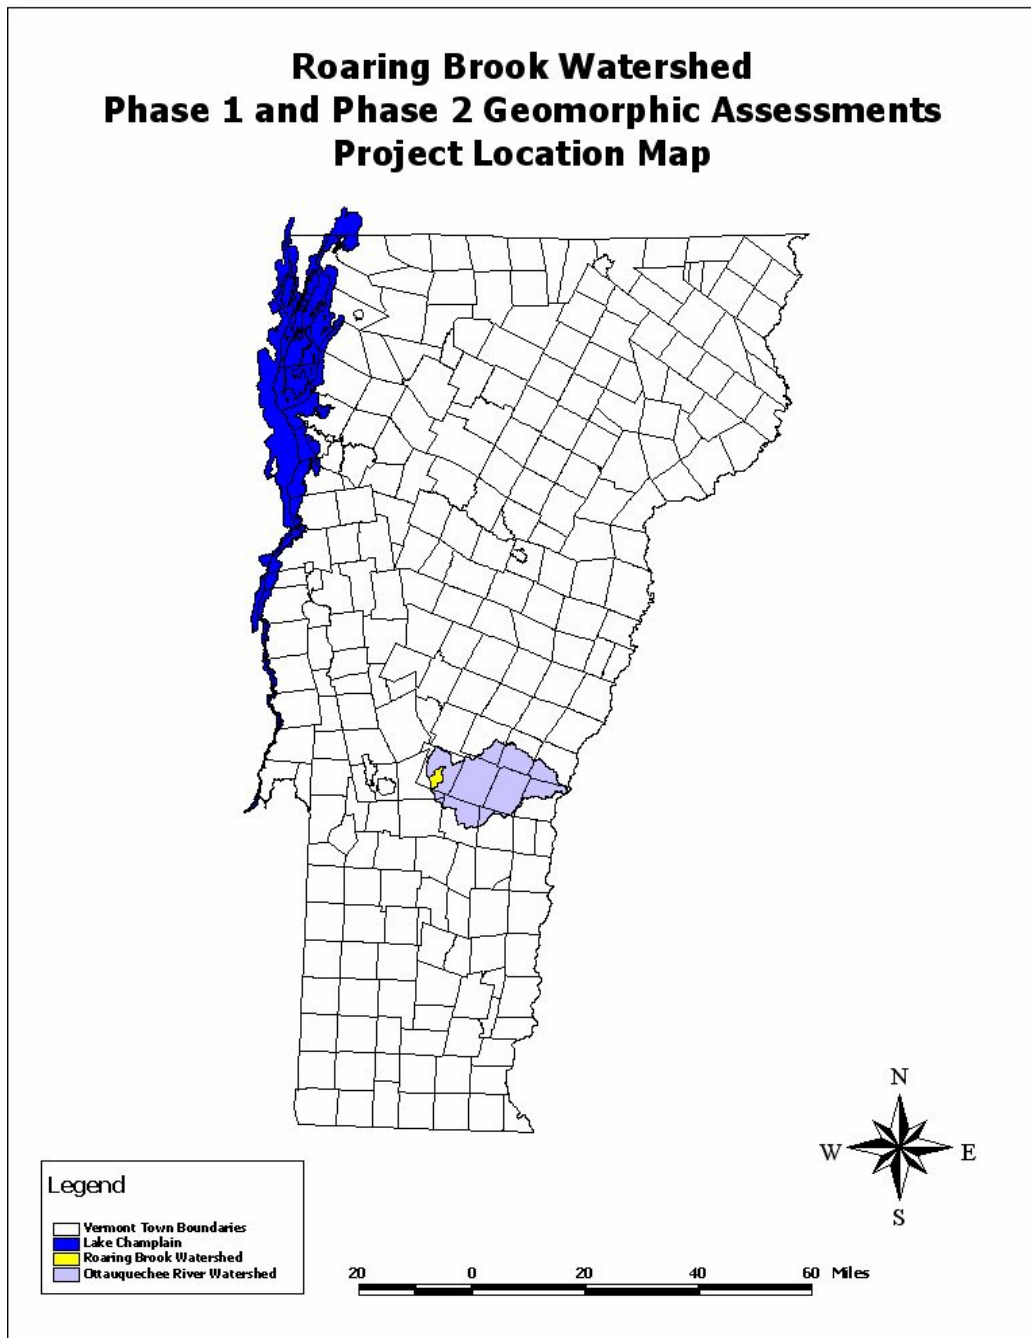 Roaring Brook Watershed
Phase 1 and Phase 2 Geomorphic Assessments
Project Location Map
N
W E
S
Legend
Vermont Town Boundaries
Lake Champlain
Roaring Brook Watershed
Ottauquechee River Watershed
20 0 20 40 60 Miles